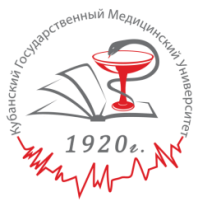 Кубанский Государственный Медицинский Университет
1920г.